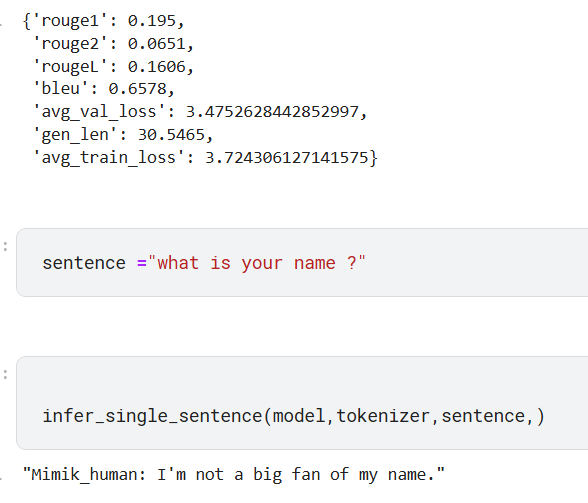 {'rouge1': 0.195,
'rouge2': 0.0651,
'rougeL': 0.1606,
'bleu': 0.6578,
'avg_val_loss': 3.4752628442852997,
'gen_len': 30.5465,
'avg_train_loss': 3.724306127141575}
:
sentence ="what is your name ?"
:
infer_single_sentence(model,tokenizer,sentence,)
"Mimik_human: I'm not a big fan of my name."